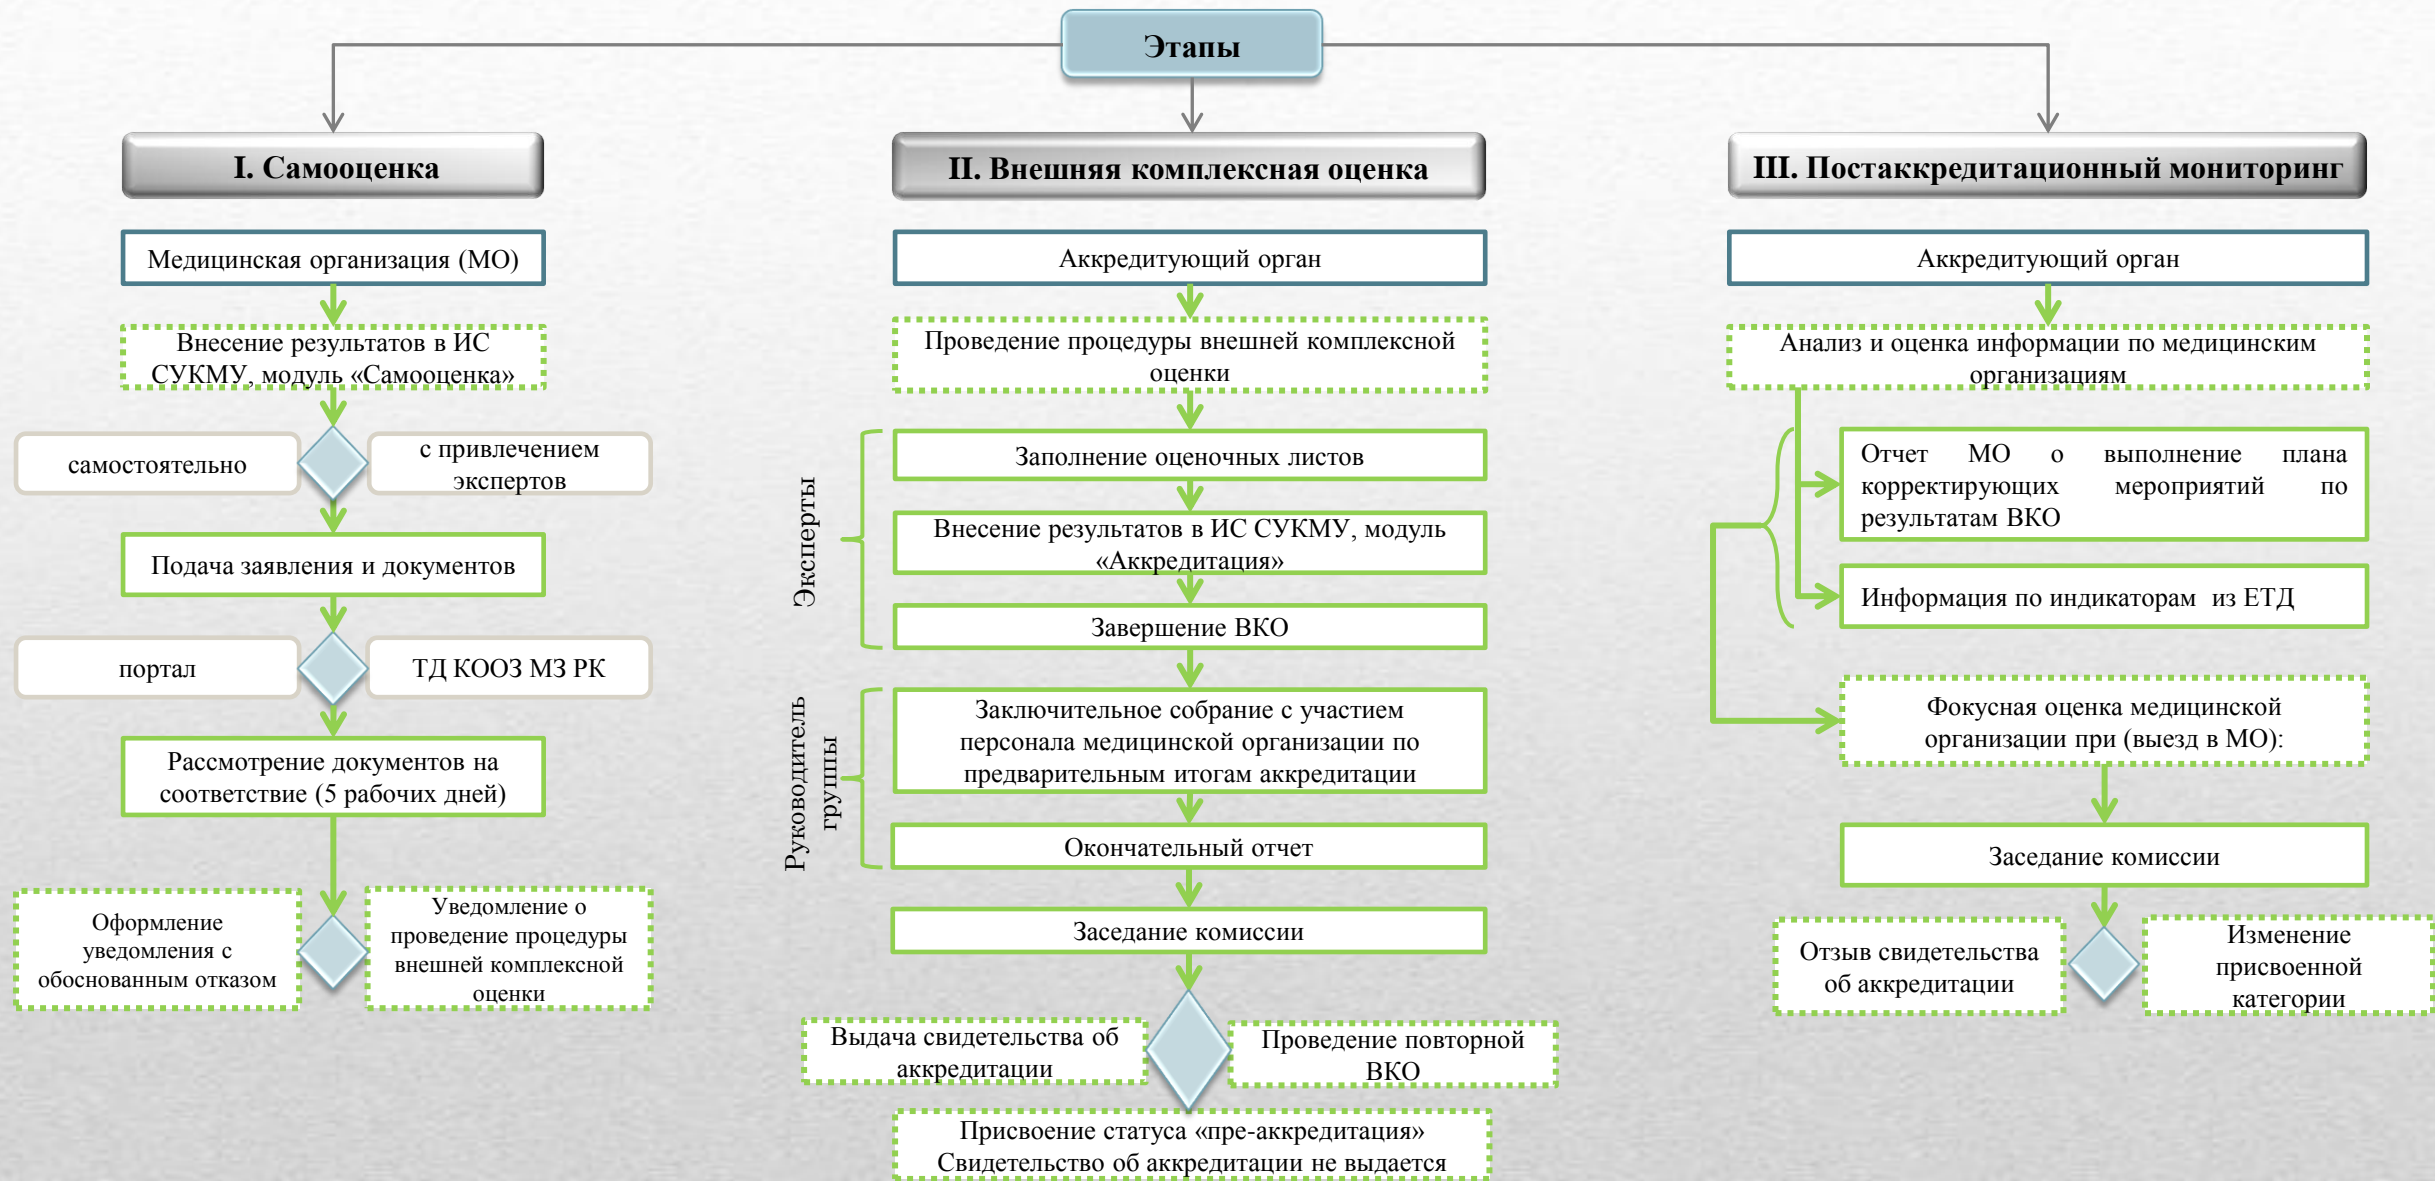 Этапы
I. Самооценка
Медицинская организация (МО)
Внесение результатов в ИС
СУКМУ, модуль «Самооценка»
самостоятельно
с привлечением
экспертов
Подача заявления и документов
портал
ТД КООЗ МЗ РК
Рассмотрение документов на
соответствие (5 рабочих дней)
Оформление
уведомления с
обоснованным отказом
Уведомление о
проведение процедуры
внешней комплексной
оценки
II. Внешняя комплексная оценка
Аккредитующий орган
Проведение процедуры внешней комплексной
оценки
Эксперты
Заполнение оценочных листов
Внесение результатов в ИС СУКМУ, модуль
«Аккредитация»
Завершение ВКО
Руководитель
группы
Заключительное собрание с участием
персонала медицинской организации по
предварительным итогам аккредитации
Окончательный отчет
Заседание комиссии
Выдача свидетельства об
аккредитации
Проведение повторной
ВКО
Присвоение статуса «пре-аккредитация»
Свидетельство об аккредитации не выдается
III. Постаккредитационный мониторинг
Аккредитующий орган
Анализ и оценка информации по медицинским
организациям
Отчет МО о выполнение плана
корректирующих мероприятий по
результатам ВКО
Информация по индикаторам из ЕТД
Фокусная оценка медицинской
организации при (выезд в МО):
Заседание комиссии
Отзыв свидетельства
об аккредитации
Изменение
присвоенной
категории